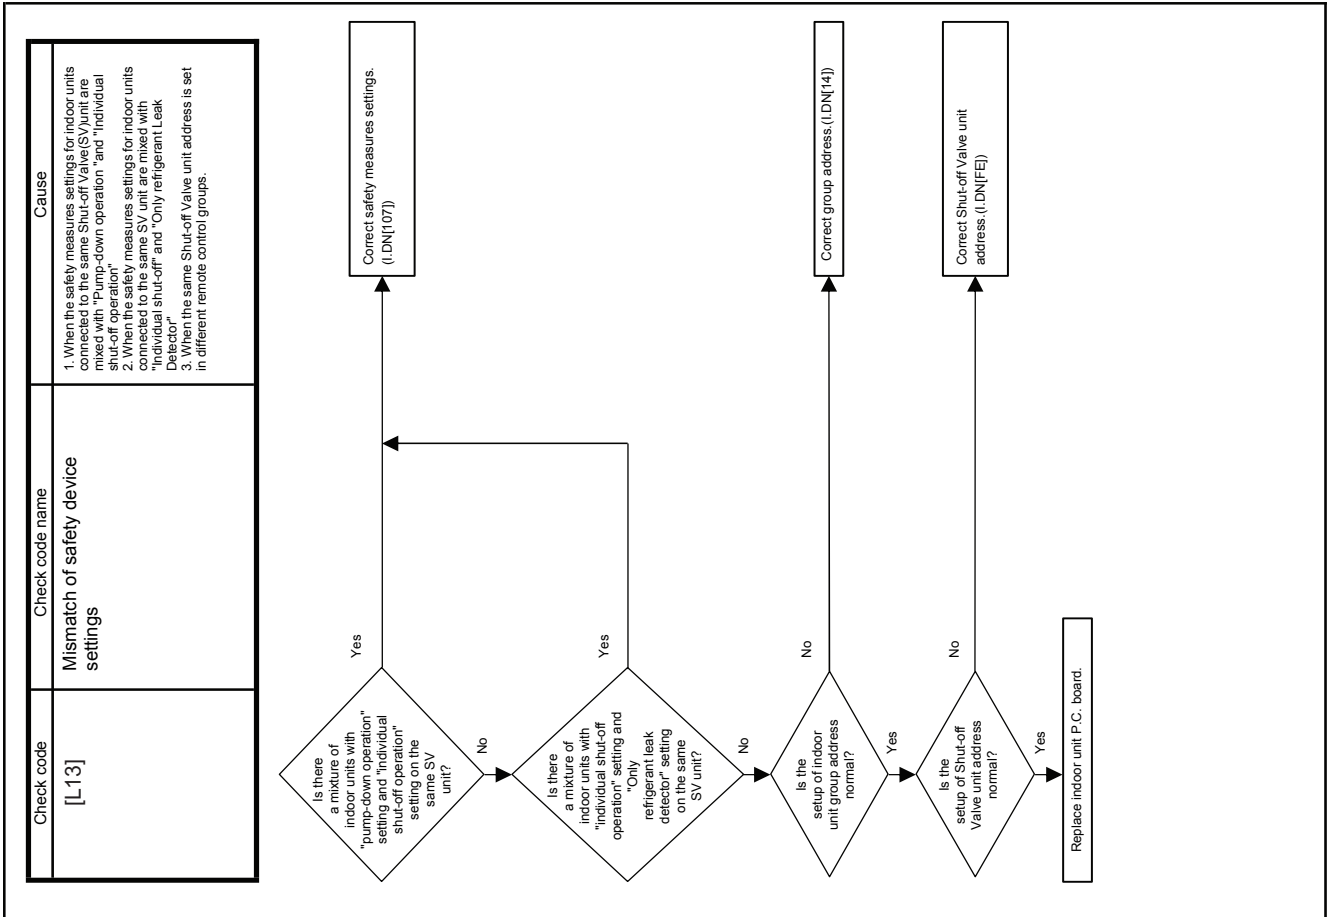 Check code
Check code name
Cause
[L13]
Mismatch of safety device
settings
1. When the safety measures settings for indoor units
connected to the same Shut-off Valve(SV)unit are
mixed with "Pump-down operation "and "Individual
shut-off operation"
2. When the safety measures settings for indoor units
connected to the same SV unit are mixed with
"Individual shut-off" and "Only refrigerant Leak
Detector"
3. When the same Shut-off Valve unit address is set
in different remote control groups.
Is there
a mixture of
indoor units with
"pump-down operation"
setting and "individual
shut-off operation"
setting on the
same SV
unit?
Yes
Correct safety measures settings.
(I.DN[107])
No
Is there
a mixture of
indoor units with
"individual shut-off
operation" setting and
"Only
refrigerant leak
detector" setting
on the same
SV unit?
Yes
No
Is the
setup of indoor
unit group address
normal?
No
Correct group address.(I.DN[14])
Yes
Is the
setup of Shut-off
Valve unit address
normal?
No
Correct Shut-off Valve unit
address.(I.DN[FE])
Yes
Replace indoor unit P.C. board.